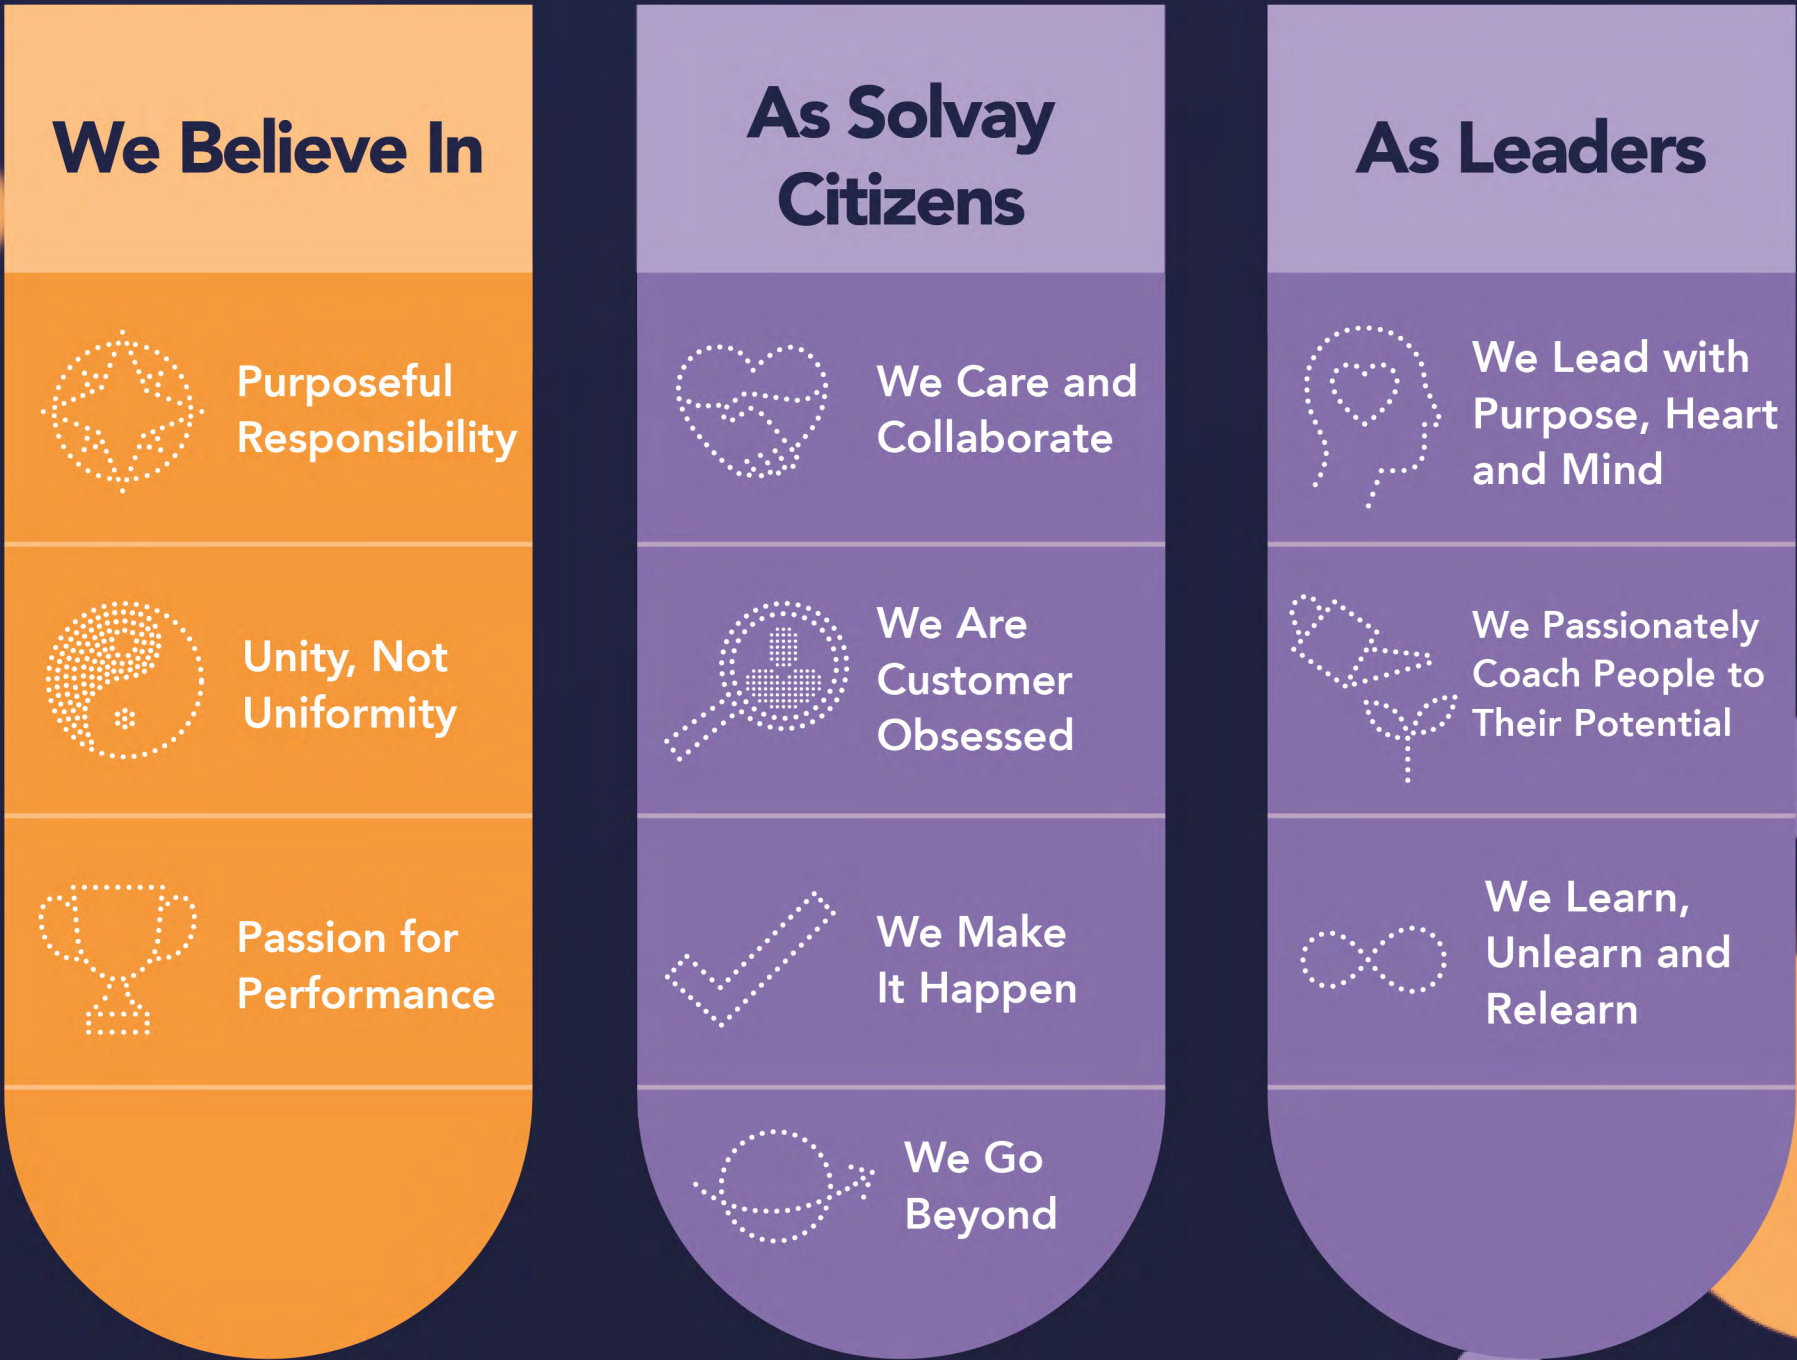 We Believe In
Purposeful
Responsibility
Unity, Not
Uniformity
Passion for
Performance
As Solvay
Citizens
We Care and
Collaborate
We Are
Customer
Obsessed
We Make
It Happen
We Go
Beyond
As Leaders
We Lead with
Purpose, Heart
and Mind
We Passionately
Coach People to
Their Potential
We Learn,
Unlearn and
Relearn